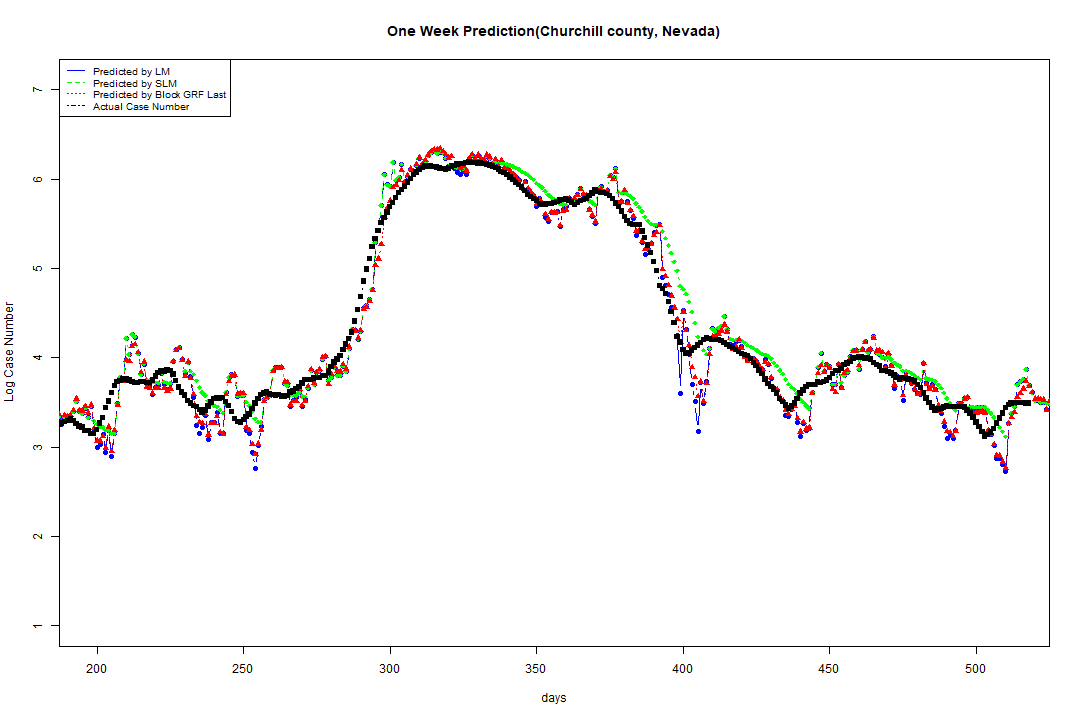 One Week Prediction(Churchill county, Nevada)
Predicted by LM
Predicted by SLM
Predicted by Block GRF Last
Actual Case Number
7
6
5
4
3
2
1
Log Case Number
200 250 300 350 400 450 500
days